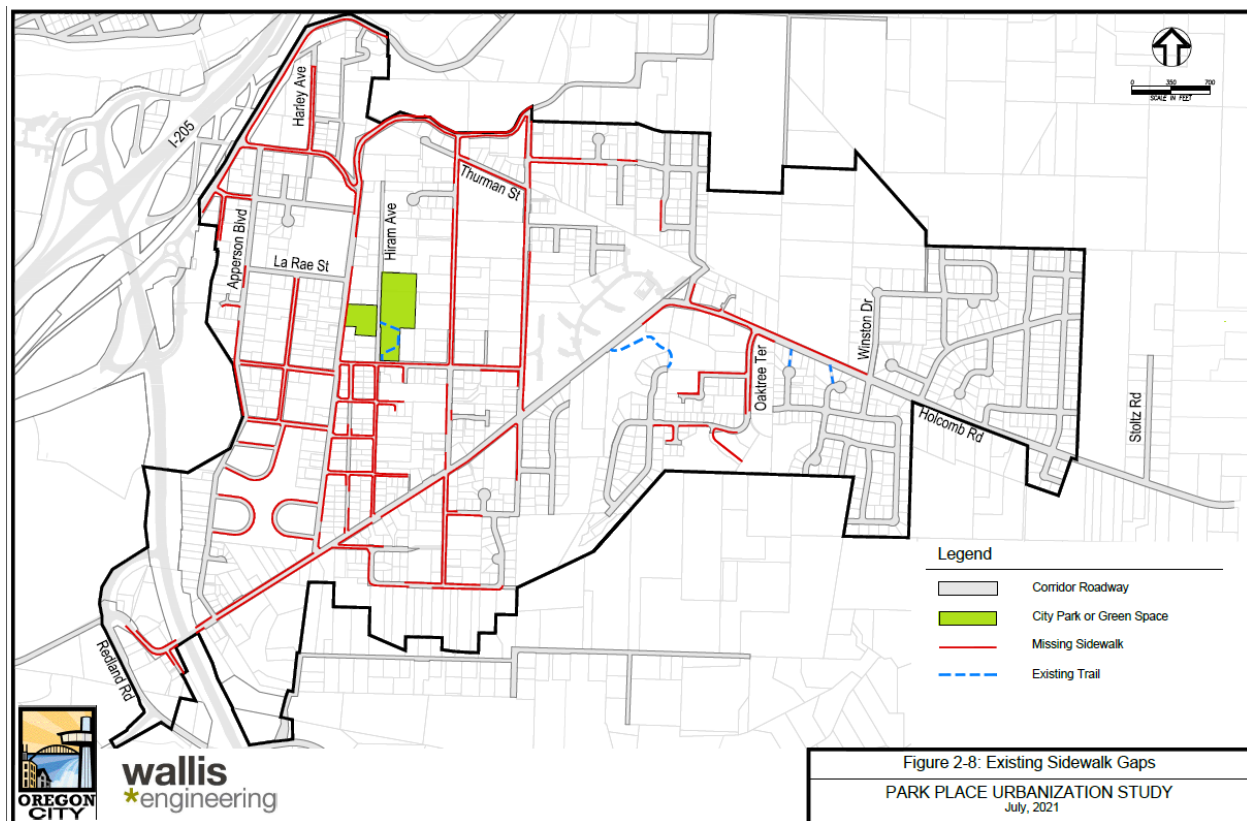 Harley Ave
I-205
0 350 700
SCALE IN FEET
Thurman St
Hiram Ave
Apperson Blvd
La Rae St
Winston Dr
Oaktree Ter
Holcomb Rd
Stoltz Rd
Redland Rd
Legend
Corridor Roadway
City Park or Green Space
Missing Sidewalk
Existing Trail
OREGON
CITY
wallis
*engineering
Figure 2-8: Existing Sidewalk Gaps
PARK PLACE URBANIZATION STUDY
July, 2021